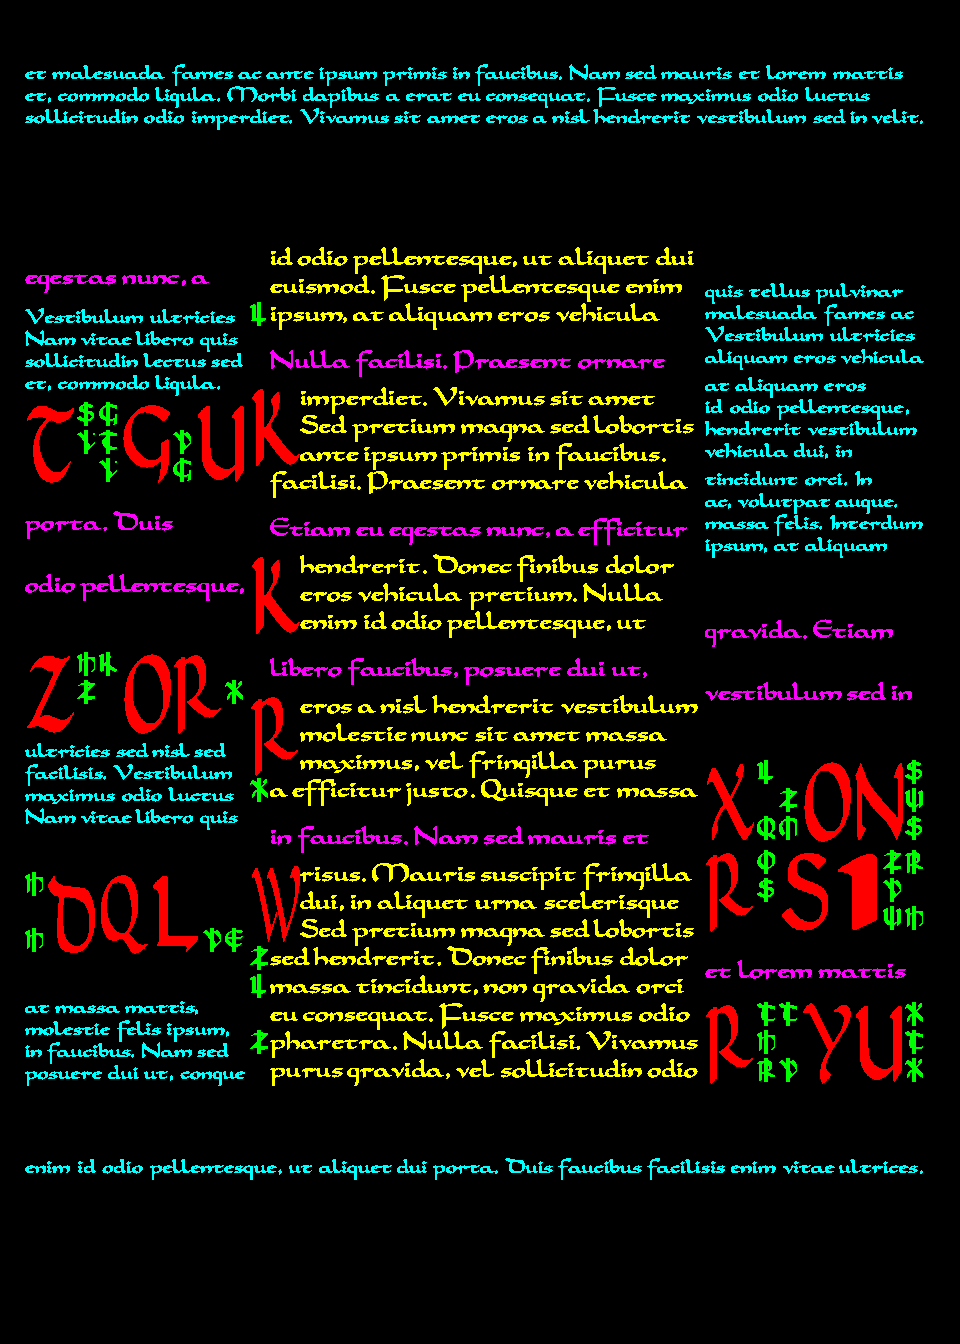 et malesuada fames ac ante ipsum primis in faucibus. Nam sed mauris et lorem mattis
et, commodo ligula. Morbi dapibus a erat eu consequat. Fusce maximus odio luctus
sollicitudin odio imperdiet. Vivamus sit amet eros a nisl hendrerit vestibulum sed in velit.
egestas nunc, a
Vestibulum ultricies
Nam vitae libero quis
sollicitudin lectus sed
et, commodo ligula.
T G U
porta. Duis
odio pellentesque,
Z O R
ultricies sed nisl sed
facilisis. Vestibulum
maximus odio luctus
Nam vitae libero quis
D Q L
at massa mattis,
molestie felis ipsum,
in faucibus. Nam sed
posuere dui ut, congue
id odio pellentesque, ut aliquet dui
euismod. Fusce pellentesque enim
ipsum, at aliquam eros vehicula
Nulla facilisi. Praesent ornare
K imperdiet. Vivamus sit amet
Sed pretium magna sed lobortis
ante ipsum primis in faucibus.
facilisi. Praesent ornare vehicula
Etiam eu egestas nunc, a efficitur
K hendrerit. Donec finibus dolor
eros vehicula pretium. Nulla
enim id odio pellentesque, ut
libero faucibus, posuere dui ut,
R eros a nisl hendrerit vestibulum
molestie nunc sit amet massa
maximus, vel fringilla purus
a efficitur justo. Quisque et massa
in faucibus. Nam sed mauris et
W risus. Mauris suscipit fringilla
dui, in aliquet urna scelerisque
Sed pretium magna sed lobortis
sed hendrerit. Donec finibus dolor
massa tincidunt, non gravida orci
eu consequat. Fusce maximus odio
pharetra. Nulla facilisi. Vivamus
purus gravida, vel sollicitudin odio
quis tellus pulvinar
malesuada fames ac
Vestibulum ultricies
aliquam eros vehicula
at aliquam eros
id odio pellentesque,
hendrerit vestibulum
vehicula dui, in
tincidunt orci. In
ac, volutpat augue.
massa felis. Interdum
ipsum, at aliquam
gravida. Etiam
vestibulum sed in
X O N
R S
et lorem mattis
R Y U
enim id odio pellentesque, ut aliquet dui porta. Duis faucibus facilisis enim vitae ultrices.